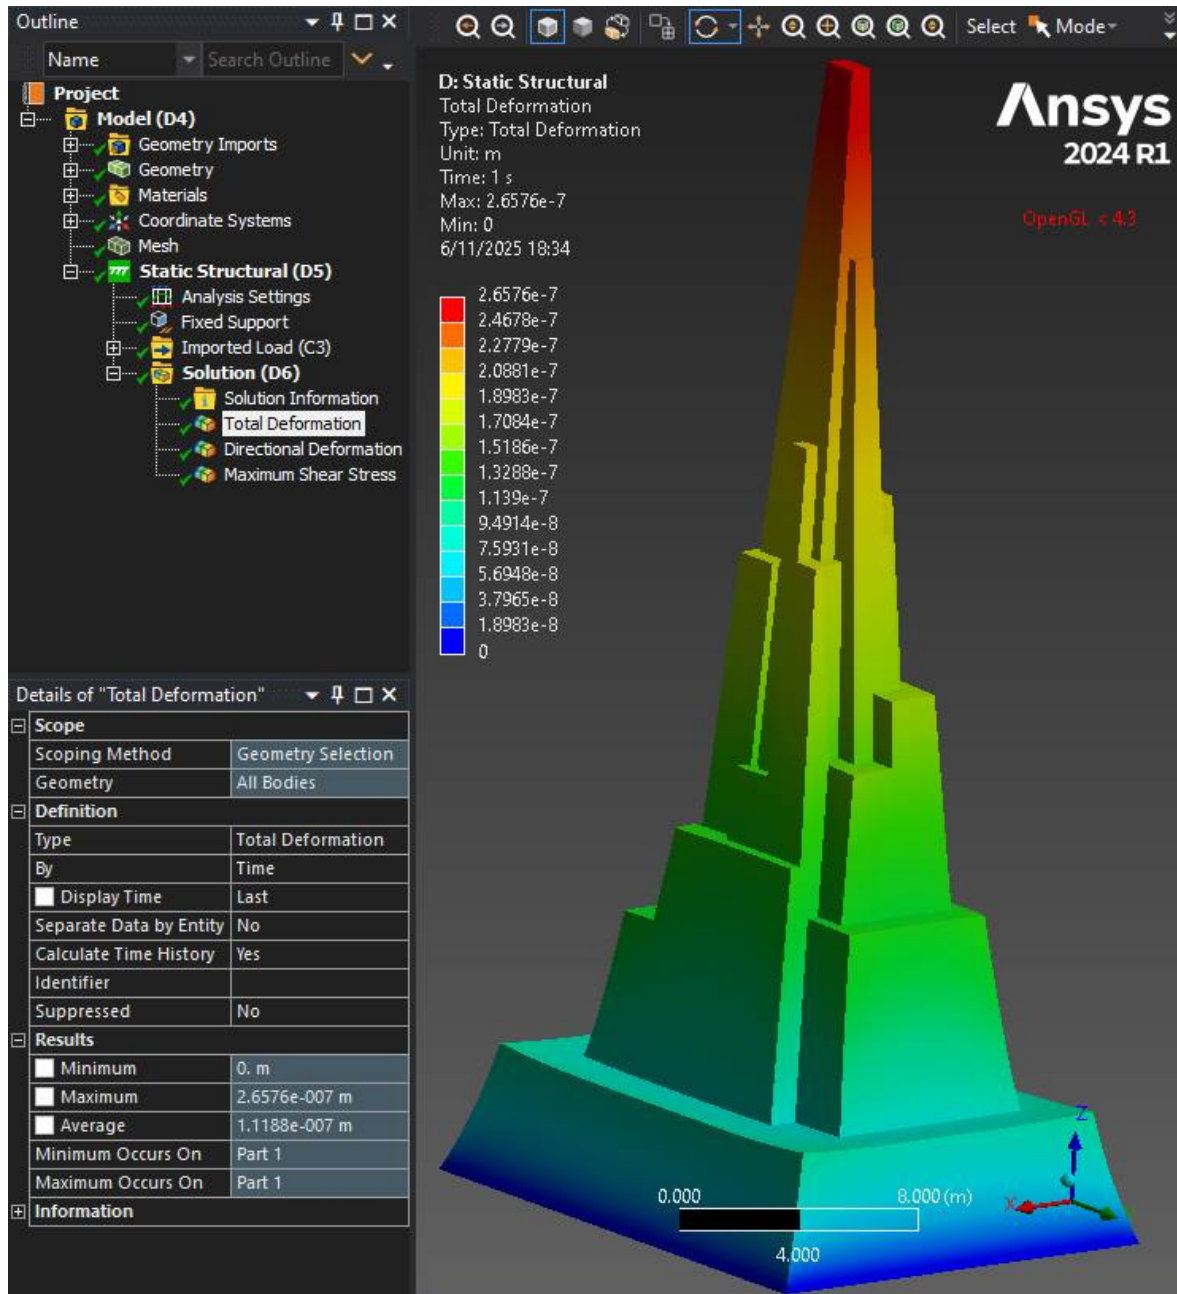 Outline
Name
Search Outline
Project
Model (D4)
Geometry Imports
Geometry
Materials
Coordinate Systems
Mesh
Static Structural (D5)
Analysis Settings
Fixed Support
Imported Load (C3)
Solution (D6)
Solution Information
Total Deformation
Directional Deformation
Maximum Shear Stress
Details of "Total Deformation"
Scope
Scoping Method Geometry Selection
Geometry All Bodies
Definition
Type Total Deformation
By Time
Display Time Last
Separate Data by Entity No
Calculate Time History Yes
Identifier
Suppressed No
Results
Minimum 0. m
Maximum 2.6576e-007 m
Average 1.1188e-007 m
Minimum Occurs On Part 1
Maximum Occurs On Part 1
Information
Select Mode
D: Static Structural
Total Deformation
Type: Total Deformation
Unit: m
Time: 1 s
Max: 2.6576e-7
Min: 0
6/11/2025 18:34
2.6576e-7
2.4678e-7
2.2779e-7
2.0881e-7
1.8983e-7
1.7084e-7
1.5186e-7
1.3288e-7
1.139e-7
9.4914e-8
7.5931e-8
5.6948e-8
3.7965e-8
1.8983e-8
0
Ansys
2024 R1
OpenGL < 4.3
Z
X
0.000 8.000 (m)
4.000